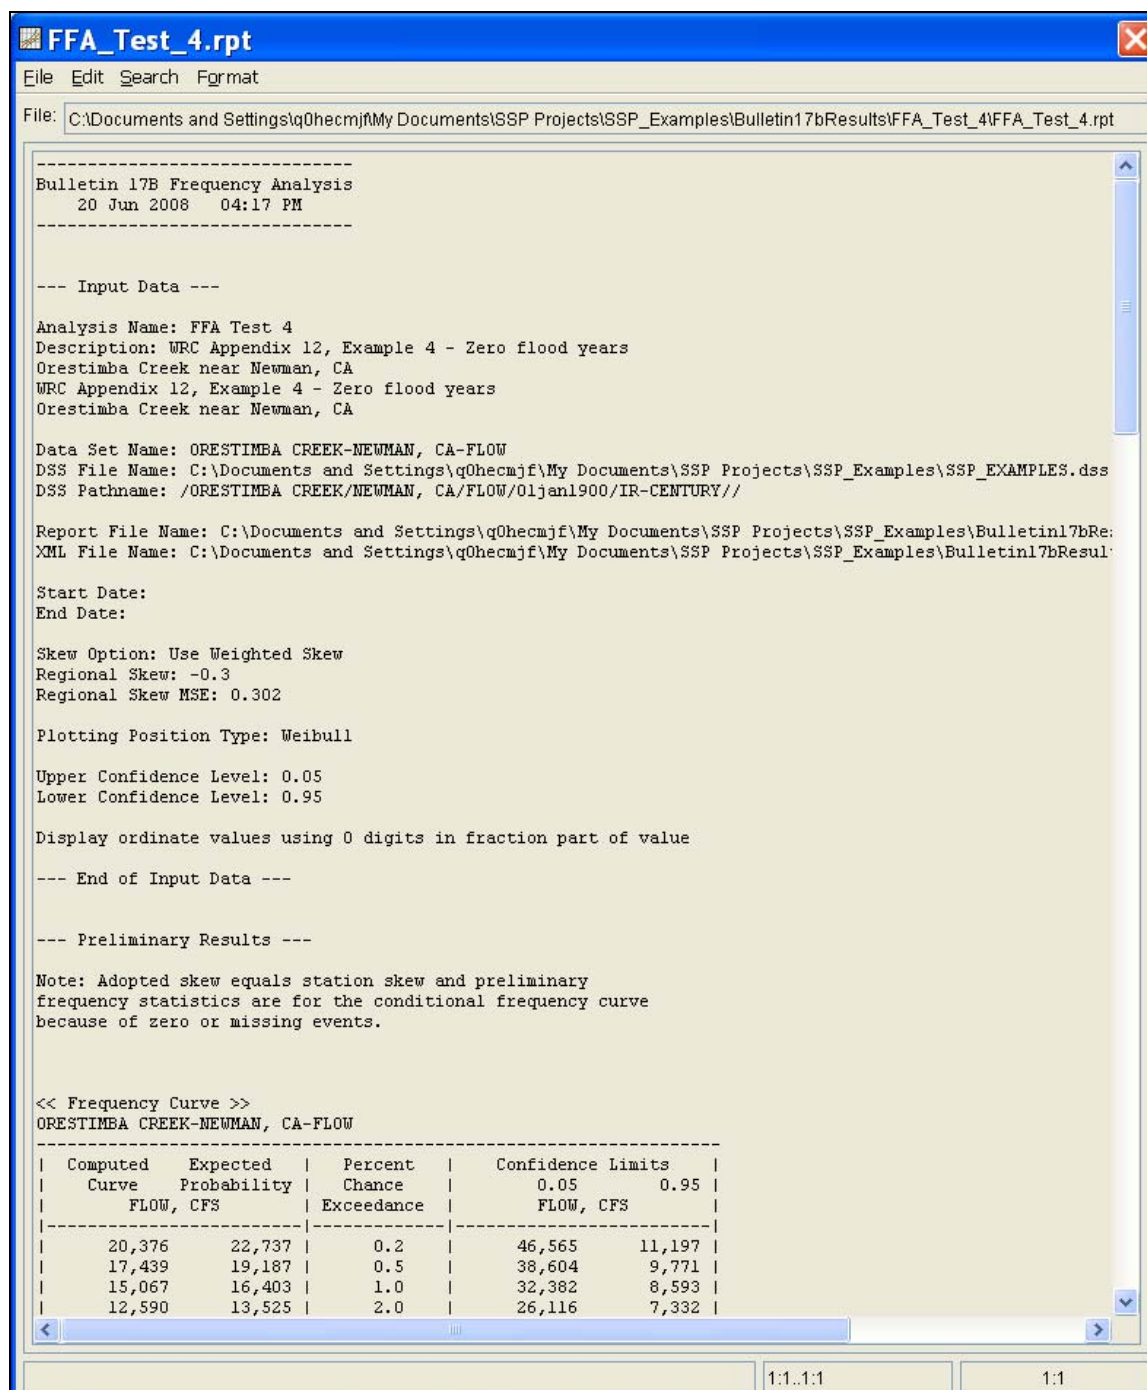 FFA_Test_4.rpt
File Edit Search Format
File: C:\Documents and Settings\q0hecmjf\My Documents\SSP Projects\SSP_Examples\Bulletin17bResults\FFA_Test_4\FFA_Test_4.rpt
-------------------------------
Bulletin 17B Frequency Analysis
20 Jun 2008 04:17 PM
-------------------------------
--- Input Data ---
Analysis Name: FFA Test 4
Description: WRC Appendix 12, Example 4 - Zero flood years
Orestimba Creek near Newman, CA
WRC Appendix 12, Example 4 - Zero flood years
Orestimba Creek near Newman, CA
Data Set Name: ORESTIMBA CREEK-NEWMAN, CA-FLOW
DSS File Name: C:\Documents and Settings\q0hecmjf\My Documents\SSP Projects\SSP_Examples\SSP_EXAMPLES.dss
DSS Pathname: /ORESTIMBA CREEK/NEWMAN, CA/FLOW/01jan1900/IR-CENTURY//
Report File Name: C:\Documents and Settings\q0hecmjf\My Documents\SSP Projects\SSP_Examples\Bulletin17bRe
XML File Name: C:\Documents and Settings\q0hecmjf\My Documents\SSP Projects\SSP_Examples\Bulletin17bResul
Start Date:
End Date:
Skew Option: Use Weighted Skew
Regional Skew: -0.3
Regional Skew MSE: 0.302
Plotting Position Type: Weibull
Upper Confidence Level: 0.05
Lower Confidence Level: 0.95
Display ordinate values using 0 digits in fraction part of value
--- End of Input Data ---
--- Preliminary Results ---
Note: Adopted skew equals station skew and preliminary
frequency statistics are for the conditional frequency curve
because of zero or missing events.
<< Frequency Curve >>
ORESTIMBA CREEK-NEWMAN, CA-FLOW
-------------------------------------------------------------------
| Computed Expected | Percent | Confidence Limits |
| Curve Probability | Chance | 0.05 0.95 |
| FLOW, CFS | Exceedance | FLOW, CFS |
|-------------------------|-------------|-------------------------|
| 20,376 22,737 | 0.2 | 46,565 11,197 |
| 17,439 19,187 | 0.5 | 38,604 9,771 |
| 15,067 16,403 | 1.0 | 32,382 8,593 |
| 12,590 13,525 | 2.0 | 26,116 7,332 |
1:1..1:1 1:1